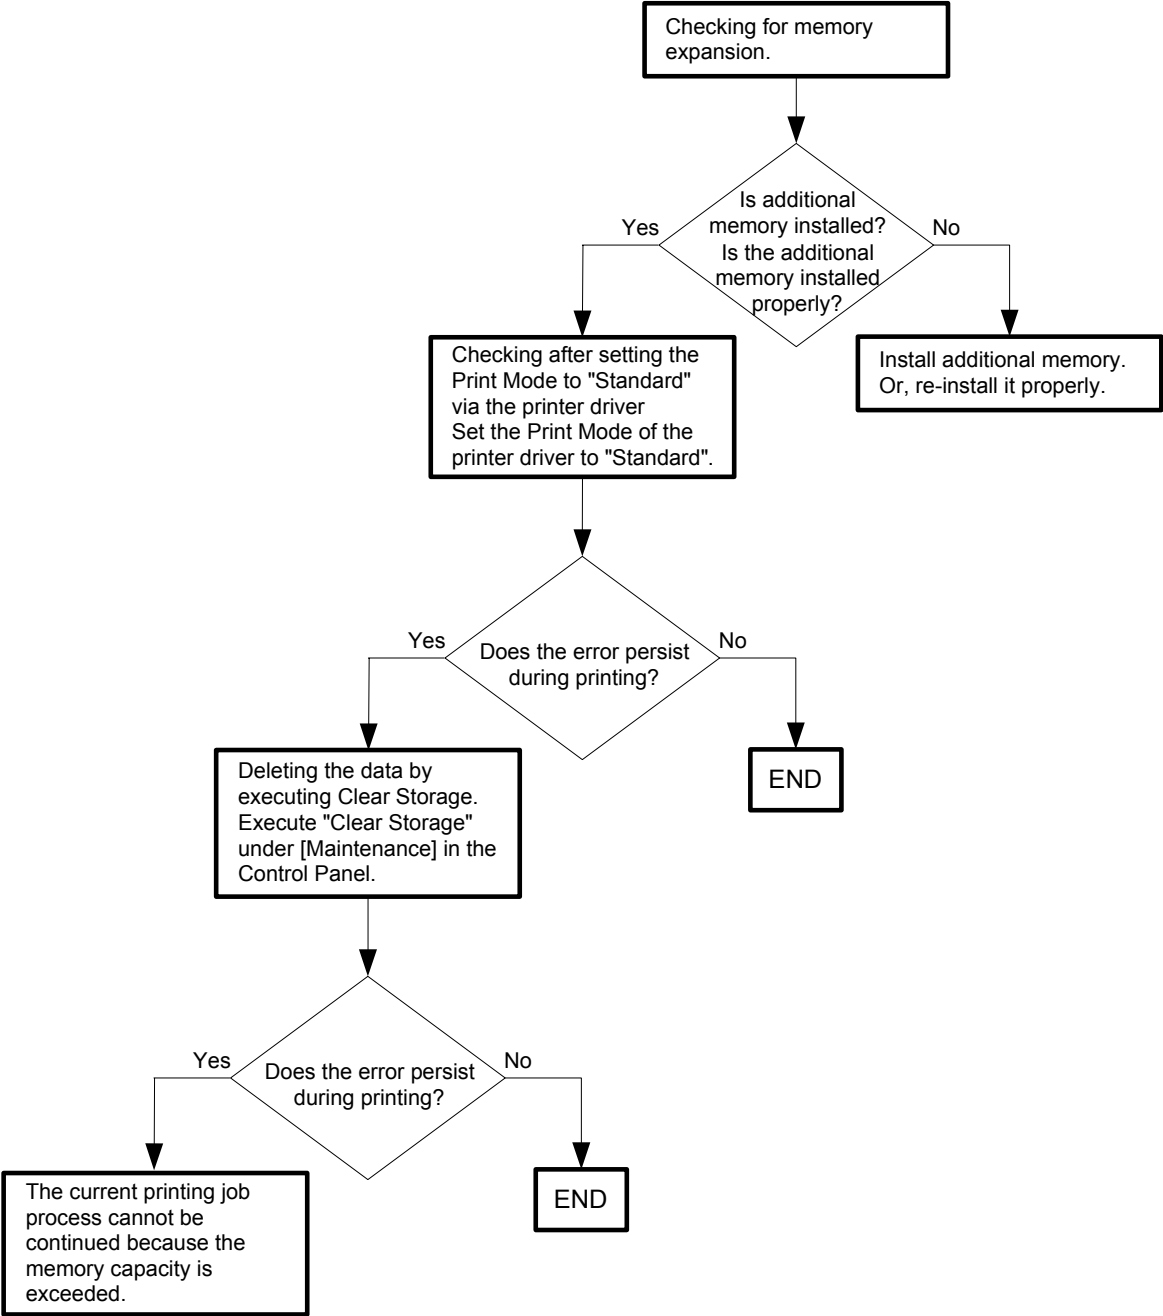 Checking for memory
expansion.
Is additional
memory installed?
Is the additional
memory installed
properly?
Yes
No
Checking after setting the
Print Mode to "Standard"
via the printer driver
Set the Print Mode of the
printer driver to "Standard".
Install additional memory.
Or, re-install it properly.
Does the error persist
during printing?
Yes
No
Deleting the data by
executing Clear Storage.
Execute "Clear Storage"
under [Maintenance] in the
Control Panel.
END
Does the error persist
during printing?
Yes
No
The current printing job
process cannot be
continued because the
memory capacity is
exceeded.
END